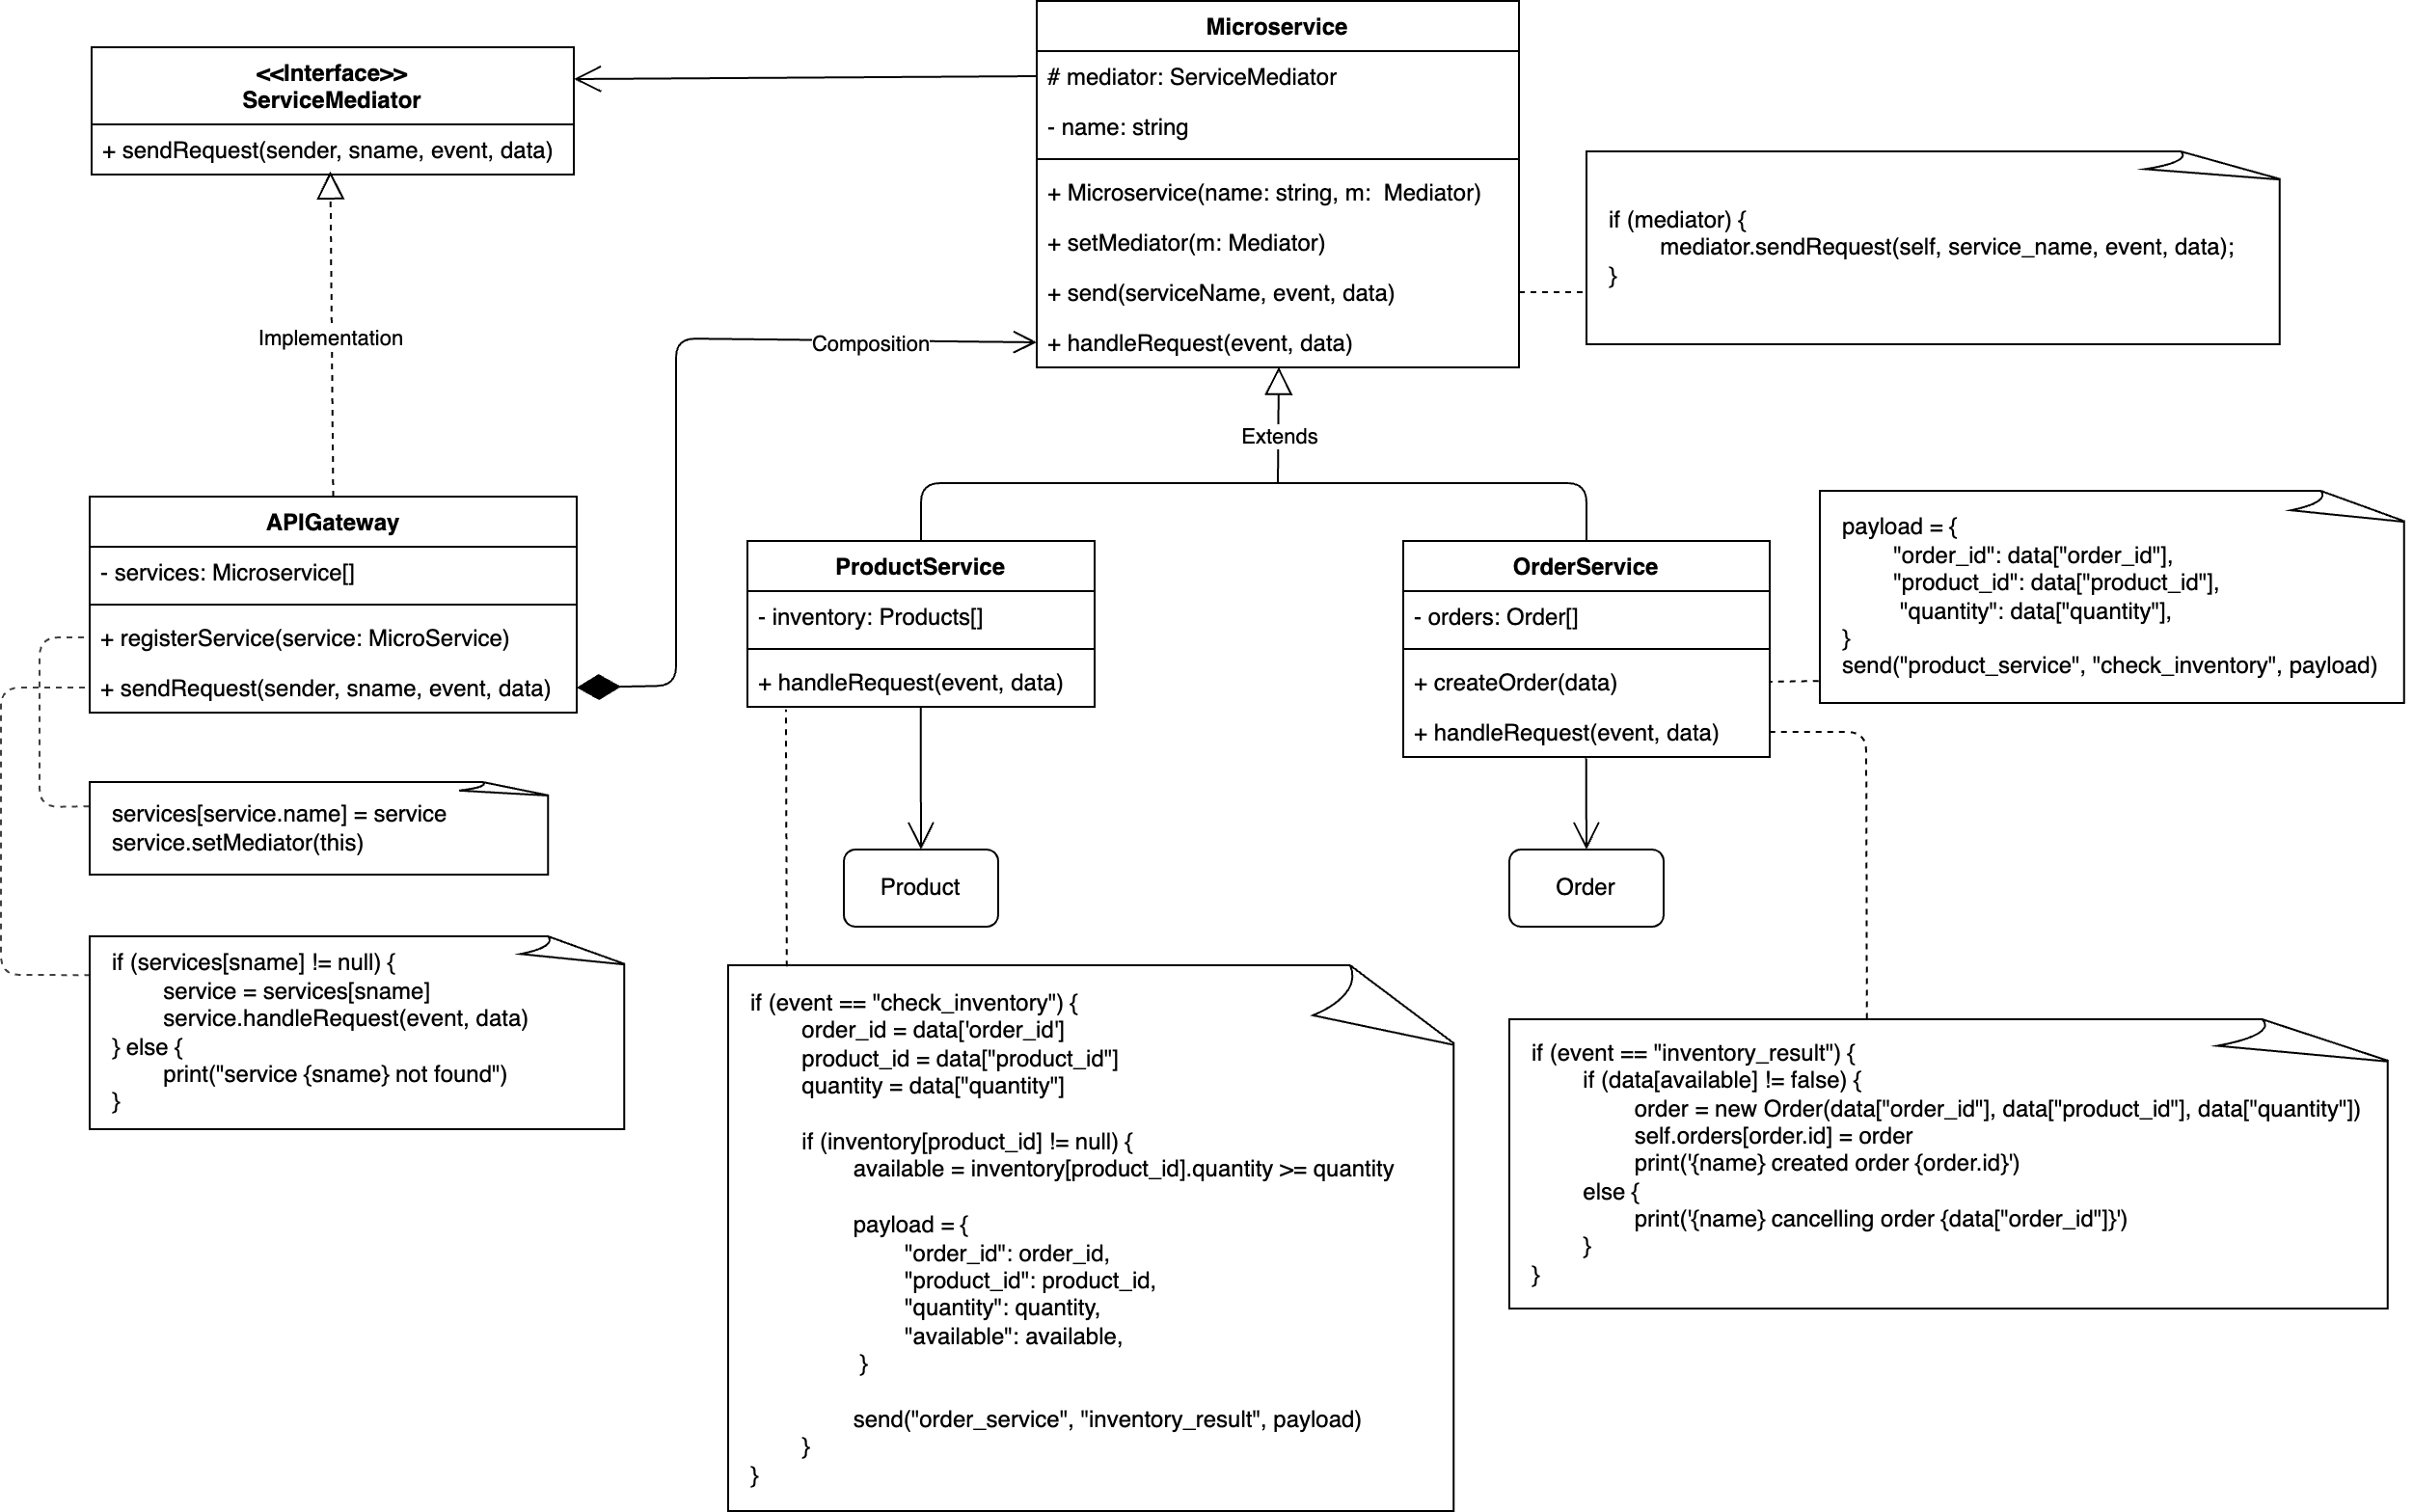 <<Interface>>
ServiceMediator
+ sendRequest(sender, sname, event, data)
Microservice
# mediator: ServiceMediator
- name: string
+ Microservice(name: string, m:  Mediator)
+ setMediator(m: Mediator)
+ send(serviceName, event, data)
+ handleRequest(event, data)
if (mediator) {
mediator.sendRequest(self, service_name, event, data);
}
Implementation
Composition
Extends
APIGateway
- services: Microservice[]
+ registerService(service: MicroService)
+ sendRequest(sender, sname, event, data)
services[service.name] = service
service.setMediator(this)
if (services[sname] != null) {
service = services[sname]
service.handleRequest(event, data)
} else {
print("service {sname} not found")
}
ProductService
- inventory: Products[]
+ handleRequest(event, data)
Product
if (event == "check_inventory") {
order_id = data['order_id']
product_id = data["product_id"]
quantity = data["quantity"]
if (inventory[product_id] != null) {
available = inventory[product_id].quantity >= quantity
payload = {
"order_id": order_id,
"product_id": product_id,
"quantity": quantity,
"available": available,
}
send("order_service", "inventory_result", payload)
}
}
OrderService
- orders: Order[]
+ createOrder(data)
+ handleRequest(event, data)
Order
payload = {
"order_id": data["order_id"],
"product_id": data["product_id"],
"quantity": data["quantity"],
}
send("product_service", "check_inventory", payload)
if (event == "inventory_result") {
if (data[available] != false) {
order = new Order(data["order_id"], data["product_id"], data["quantity"])
self.orders[order.id] = order
print('{name} created order {order.id}')
else {
print('{name} cancelling order {data["order_id"]}')
}
}